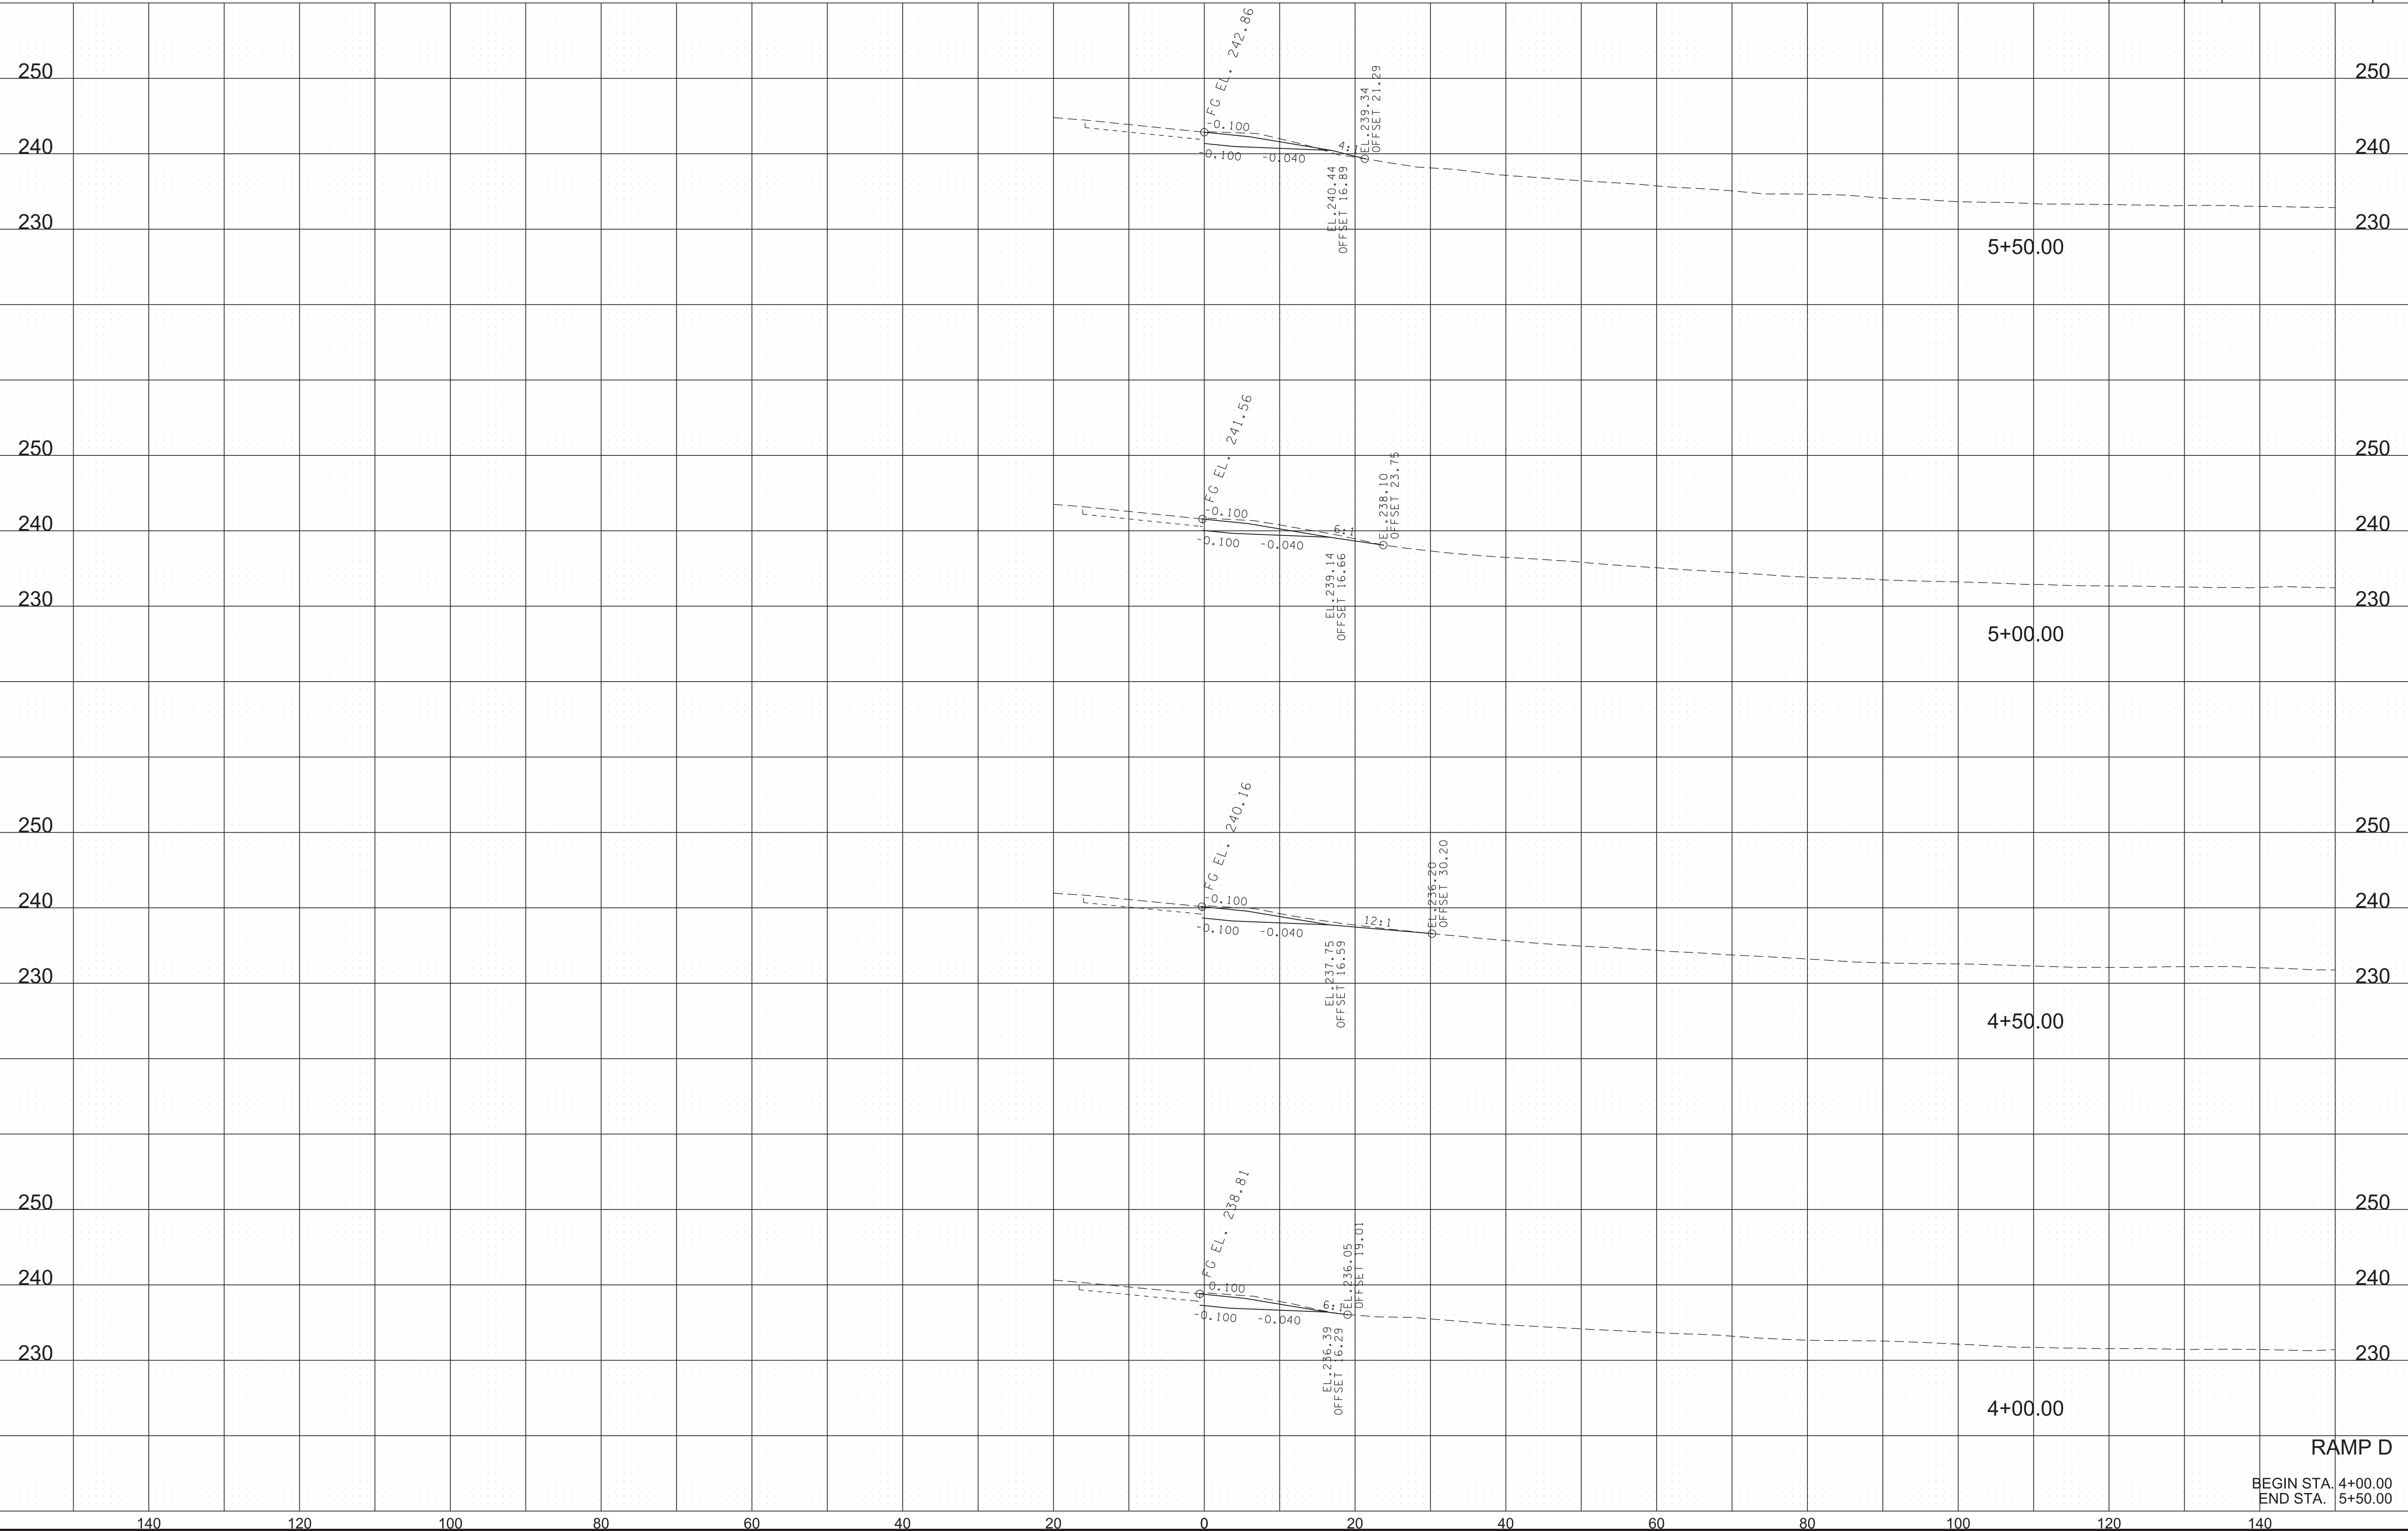 FG EL. 242.86
250 250
EL.239.34
OFFSET 21.29
-0.100
4:1
240 240
-0.100 -0.040
EL.240.44
OFFSET 16.89
230 230
5+50.00
FG EL. 241.56
250 250
EL.238.10
OFFSET 23.75
-0.100
6:1
240 240
-0.100 -0.040
EL.239.14
OFFSET 16.66
230 230
5+00.00
FG EL. 240.16
250 250
EL.236.20
OFFSET 30.20
-0.100
12:1
240 240
-0.100 -0.040
EL.237.75
OFFSET 16.59
230 230
4+50.00
FG EL. 238.81
250 250
EL.236.05
OFFSET 19.01
-0.100
6:1
240 240
-0.100 -0.040
EL.236.39
OFFSET 16.29
230 230
4+00.00
RAMP D
BEGIN STA. 4+00.00
END STA. 5+50.00
140 120 100 80 60 40 20 0 20 40 60 80 100 120 140